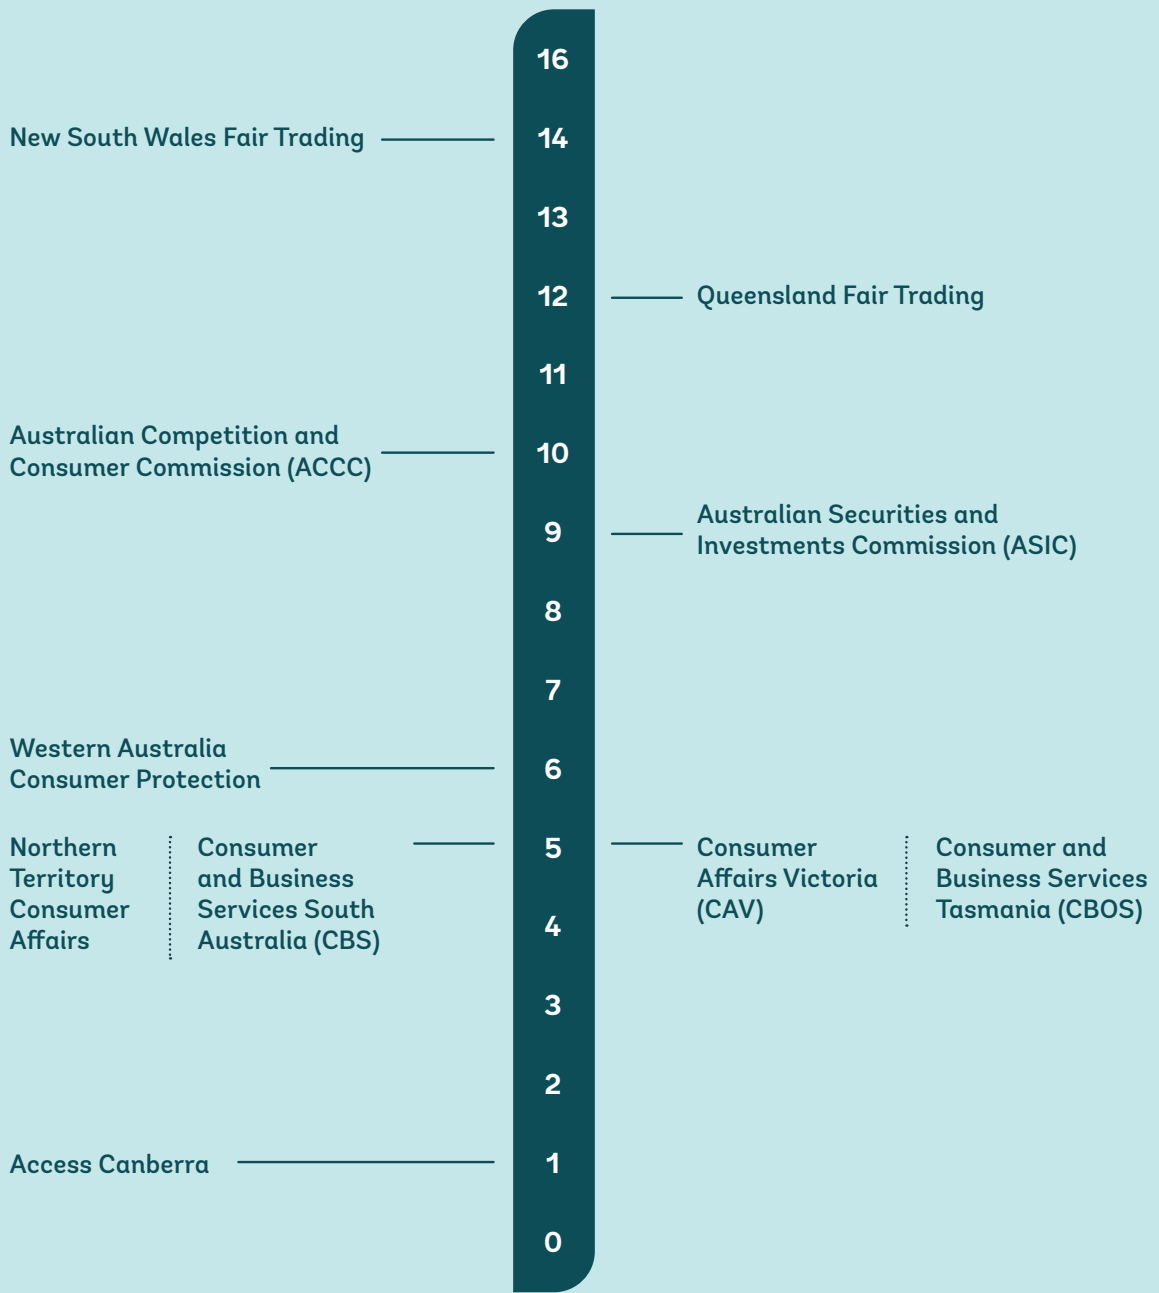 16
New South Wales Fair Trading
14
13
12
Queensland Fair Trading
11
Australian Competition and
Consumer Commission (ACCC)
10
Australian Securities and
Investments Commission (ASIC)
9
8
7
Western Australia
Consumer Protection
6
Northern
Territory
Consumer
Affairs
Consumer
and Business
Services South
Australia (CBS)
5
Consumer
Affairs Victoria
(CAV)
Consumer and
Business Services
Tasmania (CBOS)
4
3
2
Access Canberra
1
0